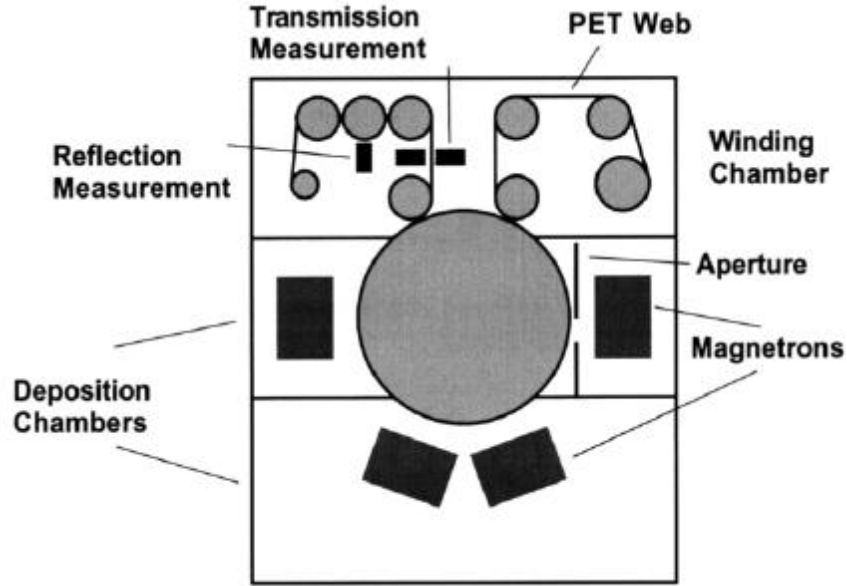 Transmission
Measurement
PET Web
Reflection
Measurement
Winding
Chamber
Aperture
Magnetrons
Deposition
Chambers